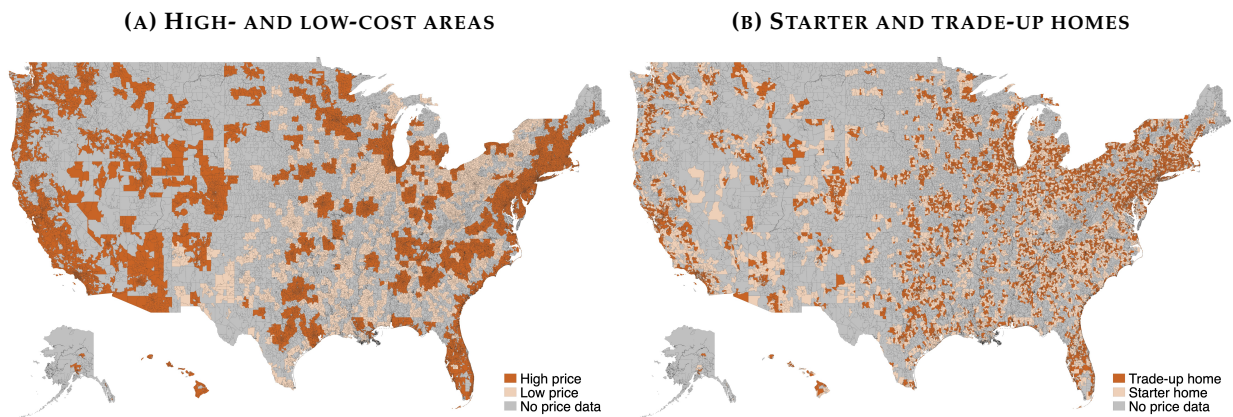 (A) HIGH- AND LOW-COST AREAS
High price
Low price
No price data
(B) STARTER AND TRADE-UP HOMES
Trade-up home
Starter home
No price data